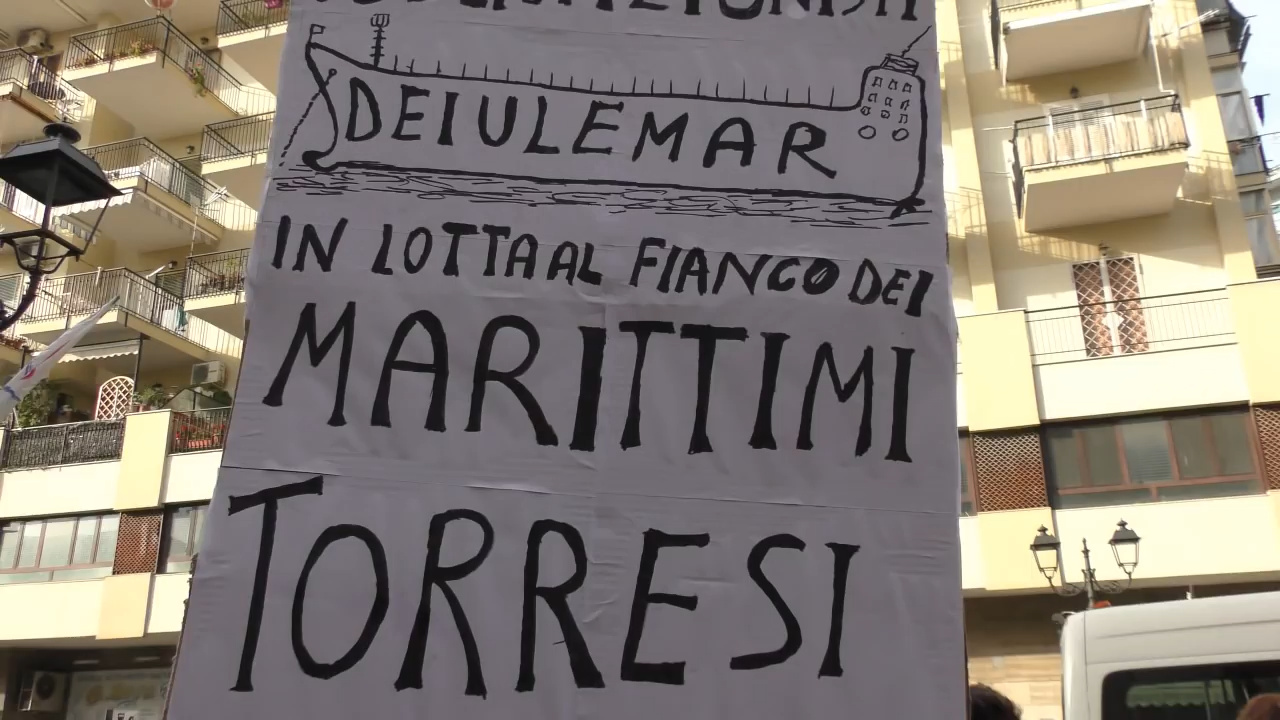 DEIULEMAR
IN LOTTA AL FIANCO DEI
MARITTIMI
TORRESI